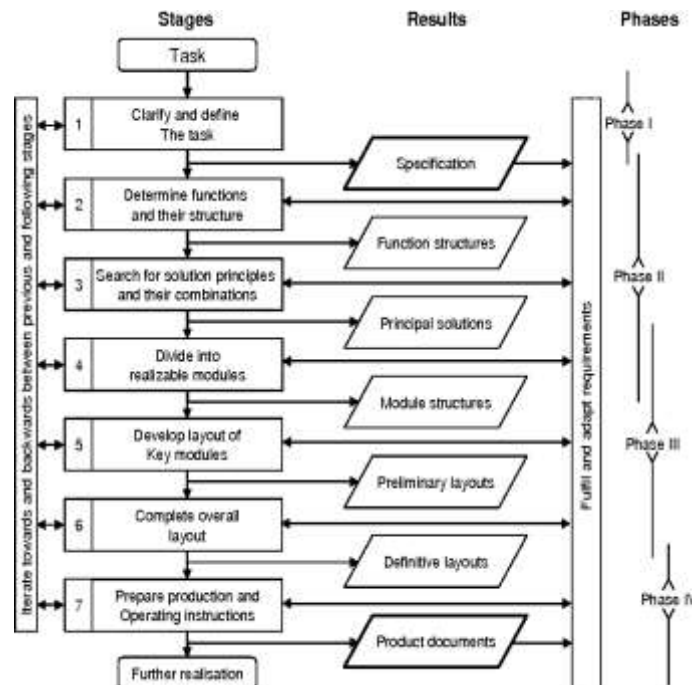 Stages
Results
Phases
Task
1
Clarify and define
The task
Specification
2
Determine functions
and their structure
Function structures
3
Search for solution principles
and their combinations
Principal solutions
4
Divide into
realizable modules
Module structures
5
Develop layout of
Key modules
Preliminary layouts
6
Complete overall
layout
Definitive layouts
7
Prepare production and
Operating instructions
Product documents
Further realisation
Iterate towards and backwards between previous and following stages
Fulfil and adapt requirements
Phase I
Phase II
Phase III
Phase IV